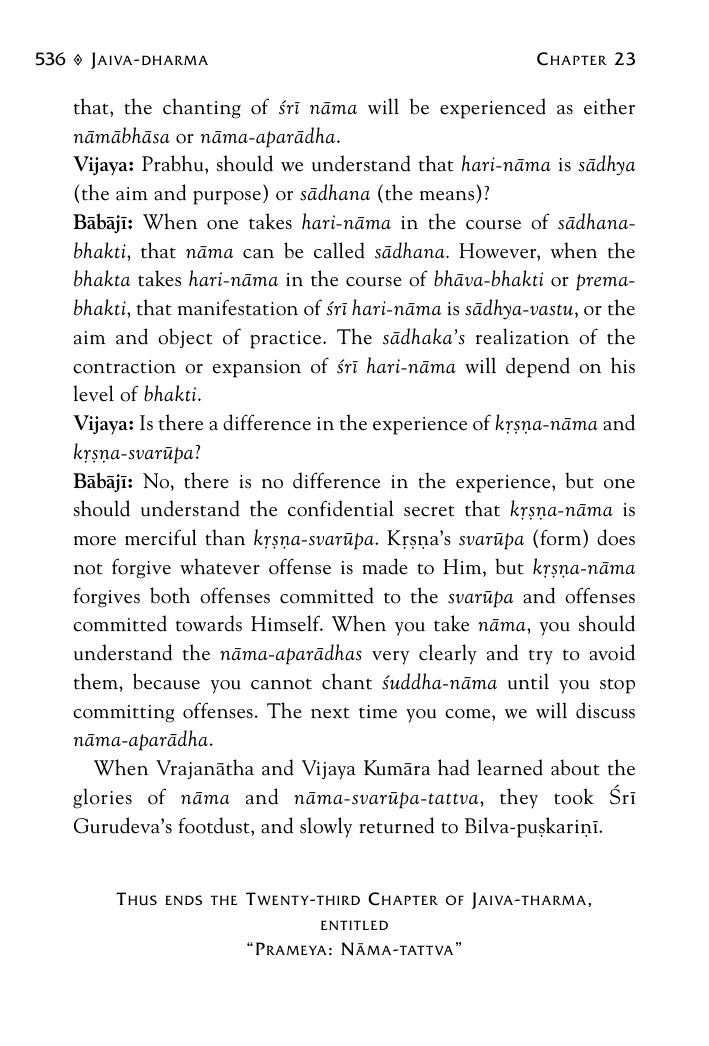 536 ◊ JAIVA-DHARMA CHAPTER 23
that, the chanting of śrī nāma will be experienced as either
nāmābhāsa or nāma-aparādha.
Vijaya: Prabhu, should we understand that hari-nāma is sādhya
(the aim and purpose) or sādhana (the means)?
Bābājī: When one takes hari-nāma in the course of sādhana-
bhakti, that nāma can be called sādhana. However, when the
bhakta takes hari-nāma in the course of bhāva-bhakti or prema-
bhakti, that manifestation of śrī hari-nāma is sādhya-vastu, or the
aim and object of practice. The sādhaka's realization of the
contraction or expansion of śrī hari-nāma will depend on his
level of bhakti.
Vijaya: Is there a difference in the experience of kṛṣṇa-nāma and
kṛṣṇa-svarūpa?
Bābājī: No, there is no difference in the experience, but one
should understand the confidential secret that kṛṣṇa-nāma is
more merciful than kṛṣṇa-svarūpa. Kṛṣṇa's svarūpa (form) does
not forgive whatever offense is made to Him, but kṛṣṇa-nāma
forgives both offenses committed to the svarūpa and offenses
committed towards Himself. When you take nāma, you should
understand the nāma-aparādhas very clearly and try to avoid
them, because you cannot chant śuddha-nāma until you stop
committing offenses. The next time you come, we will discuss
nāma-aparādha.
When Vrajanātha and Vijaya Kumāra had learned about the
glories of nāma and nāma-svarūpa-tattva, they took Śrī
Gurudeva's footdust, and slowly returned to Bilva-puṣkariṇī.
THUS ENDS THE TWENTY-THIRD CHAPTER OF JAIVA-THARMA,
ENTITLED
"PRAMEYA: NĀMA-TATTVA"